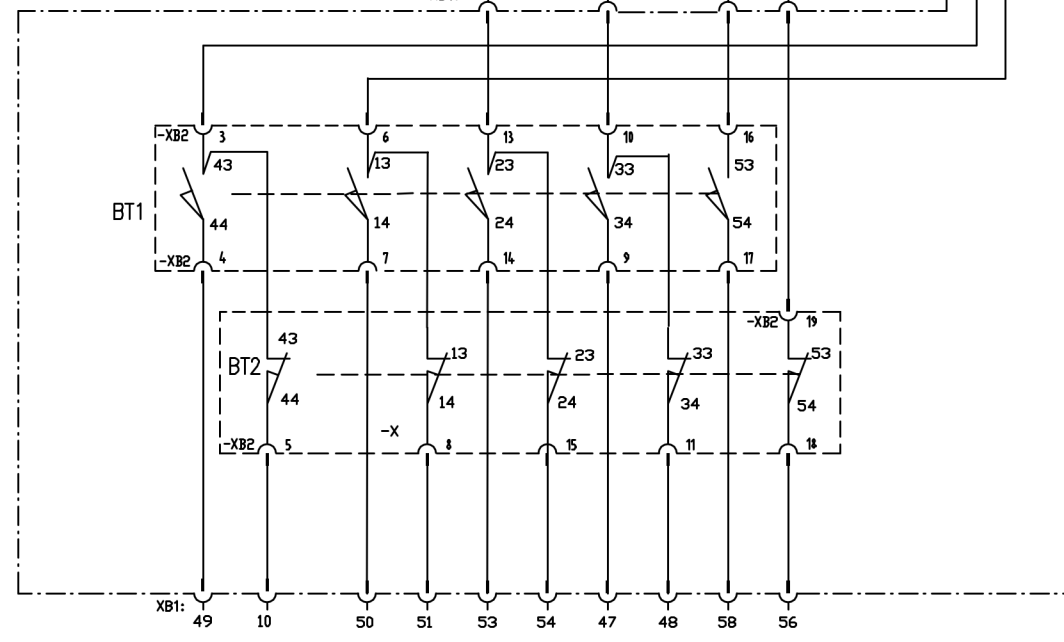 -XB2 3 6 13 10 16
43 13 23 33 53
BT1
44 14 24 34 54
-XB2 4 7 14 9 17
-XB2 19
43 13 23 33 53
BT2
44 14 24 34 54
-X
-XB2 5 8 15 11 18
XB1:
49 10 50 51 53 54 47 48 58 56